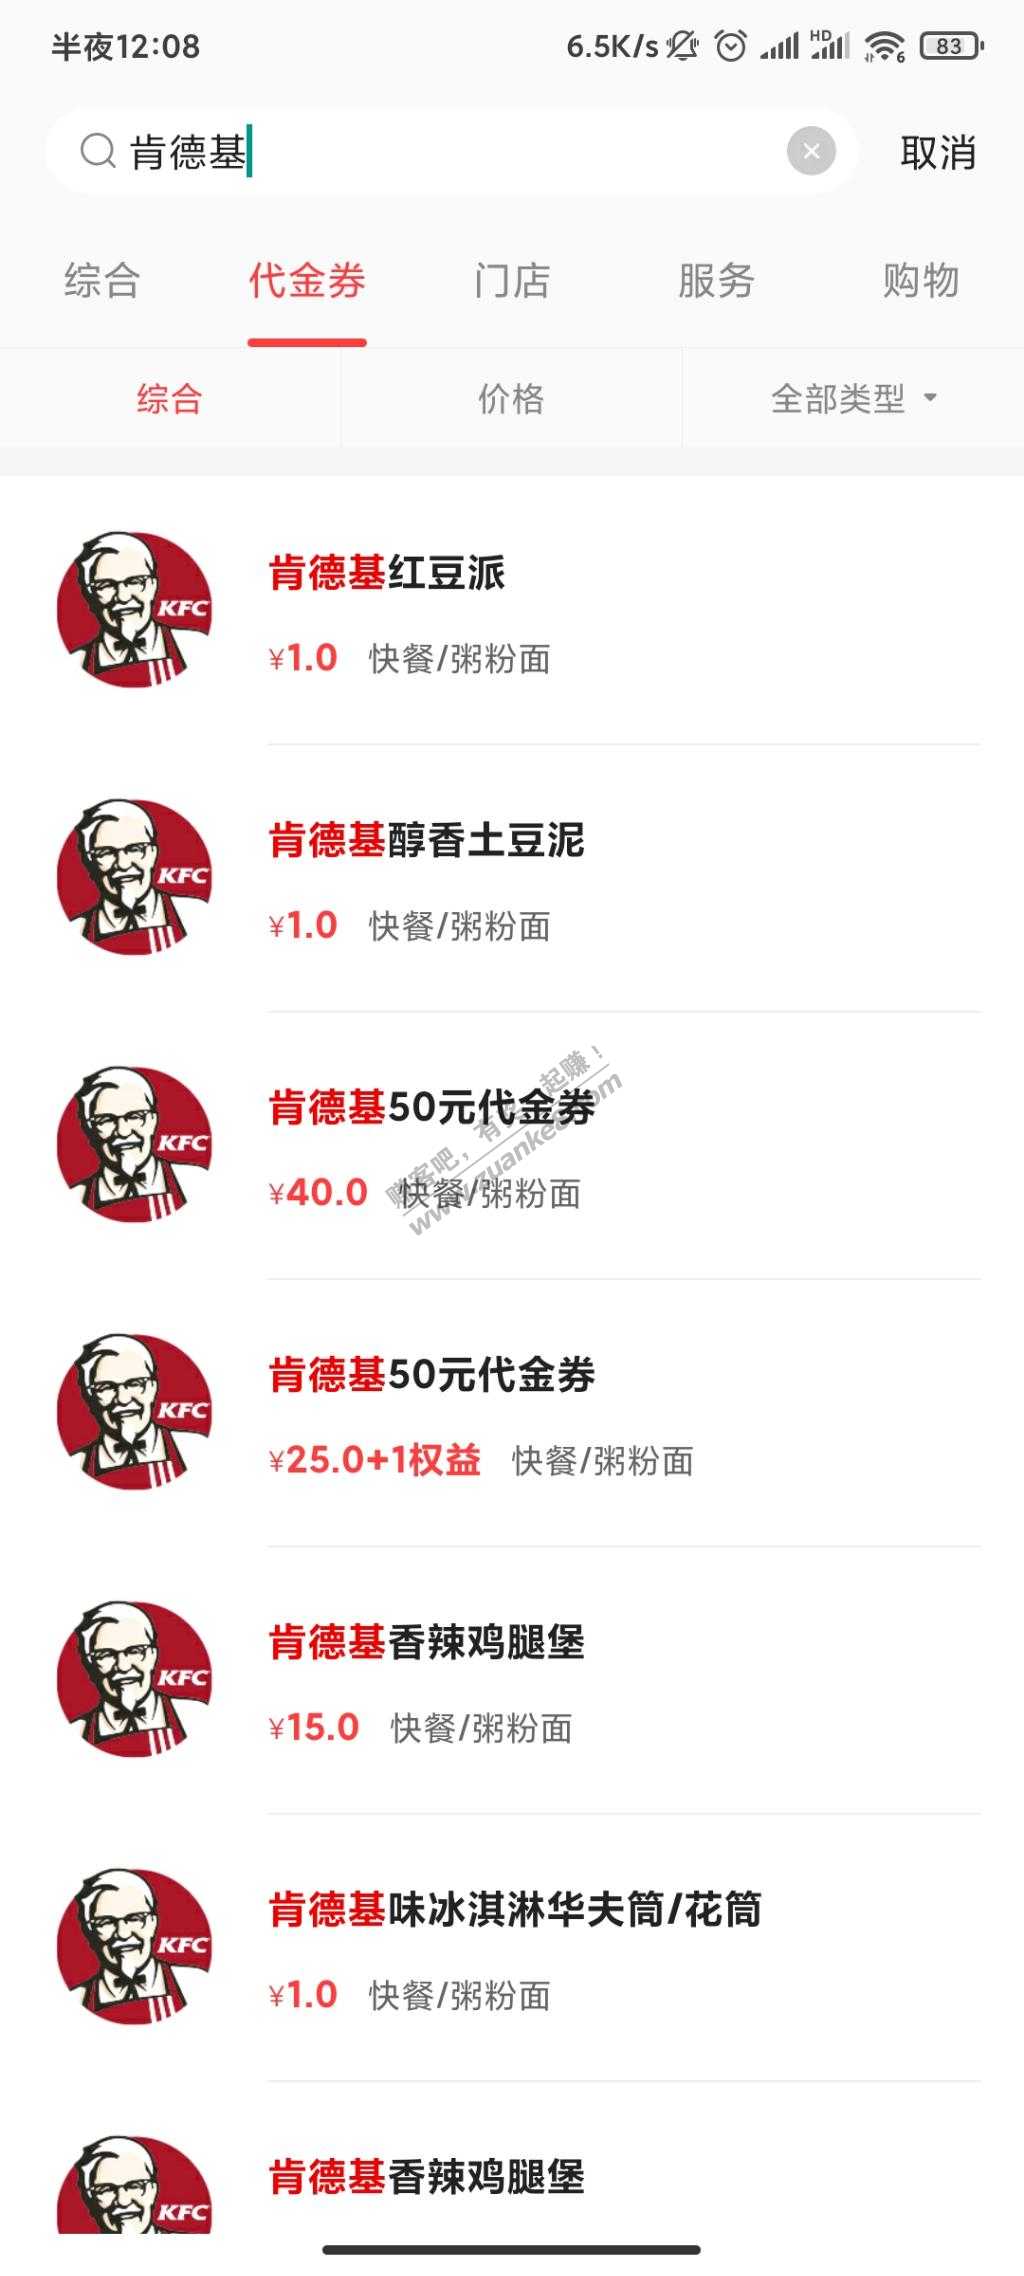 半夜12:08 6.5K/s HD 6 83
肯德基 取消
综合 代金券 门店 服务 购物
综合 价格 全部类型
KFC
肯德基红豆派
¥1.0 快餐/粥粉面
KFC
肯德基醇香土豆泥
¥1.0 快餐/粥粉面
KFC
肯德基50元代金券
¥40.0 快餐/粥粉面
赚客吧，有奖一起赚！
www.zuanke8.com
KFC
肯德基50元代金券
¥25.0+1权益 快餐/粥粉面
KFC
肯德基香辣鸡腿堡
¥15.0 快餐/粥粉面
KFC
肯德基味冰淇淋华夫筒/花筒
¥1.0 快餐/粥粉面
KFC
肯德基香辣鸡腿堡